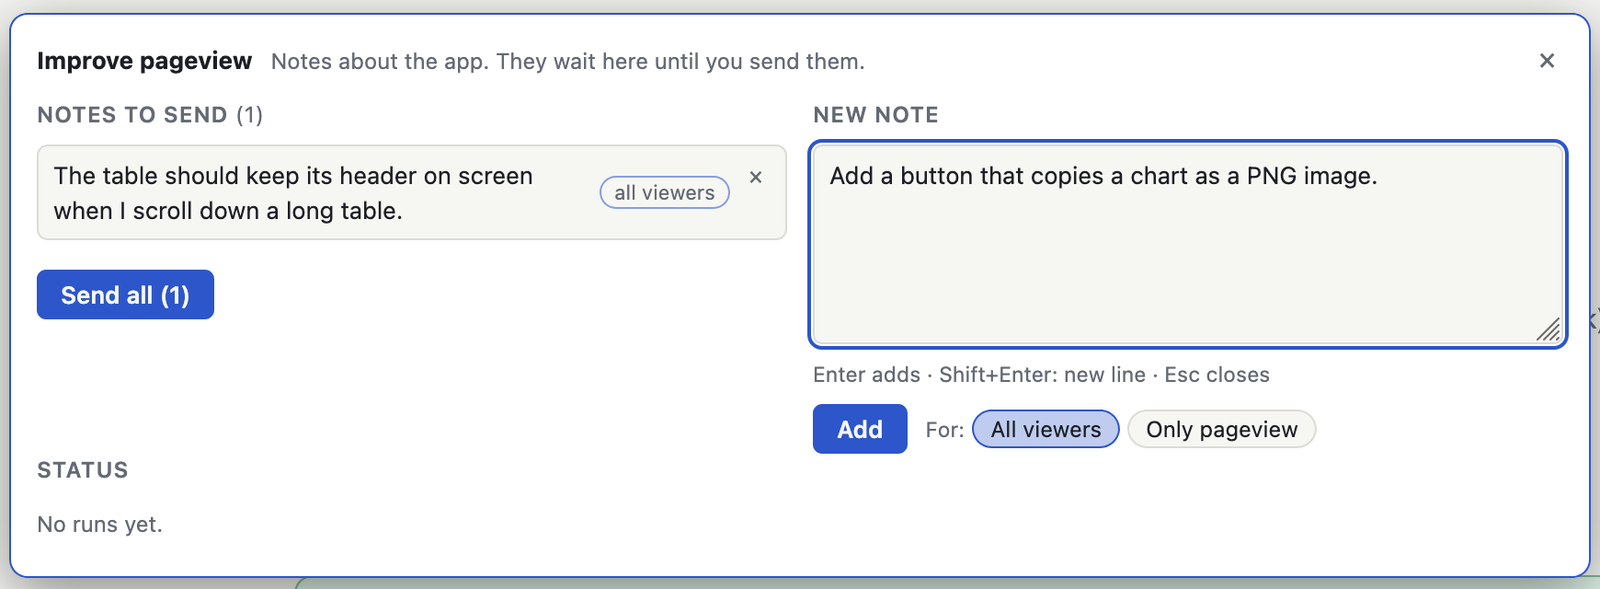 Improve pageview Notes about the app. They wait here until you send them. ×
NOTES TO SEND (1)
The table should keep its header on screen
when I scroll down a long table.
all viewers ×
Send all (1)
STATUS
No runs yet.
NEW NOTE
Add a button that copies a chart as a PNG image.
Enter adds · Shift+Enter: new line · Esc closes
Add For: All viewers Only pageview